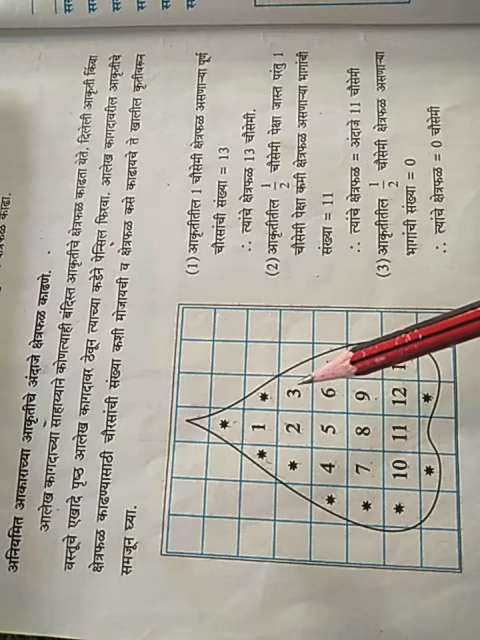 अनियमित आकाराच्या आकृतीचे अंदाजे क्षेत्रफळ काढणे.
आलेख कागदाच्या साहाय्याने कोणत्याही बंदिस्त आकृतीचे क्षेत्रफळ काढता येते. दिलेली आकृती किंवा
वस्तूचे एखादे पृष्ठ आलेख कागदावर ठेवून त्याच्या कडेने पेन्सिल फिरवा. आलेख कागदावरील आकृतीचे
क्षेत्रफळ काढण्यासाठी चौरसांची संख्या कशी मोजायची व क्षेत्रफळ कसे काढायचे ते खालील कृतीवरून
समजून घ्या.
(1) आकृतीतील 1 चौसेमी क्षेत्रफळ असणाऱ्या पूर्ण
चौरसांची संख्या = 13
∴ त्यांचे क्षेत्रफळ 13 चौसेमी.
(2) आकृतीतील 1/2 चौसेमी पेक्षा जास्त परंतु 1
चौसेमी पेक्षा कमी क्षेत्रफळ असणाऱ्या भागांची
संख्या = 11
∴ त्यांचे क्षेत्रफळ = अंदाजे 11 चौसेमी
(3) आकृतीतील 1/2 चौसेमी क्षेत्रफळ असणाऱ्या
भागांची संख्या = 0
∴ त्यांचे क्षेत्रफळ = 0 चौसेमी
*
* 1 *
* 2 3
* 4 5 6
* 7 8 9
* 10 11 12 1
* *